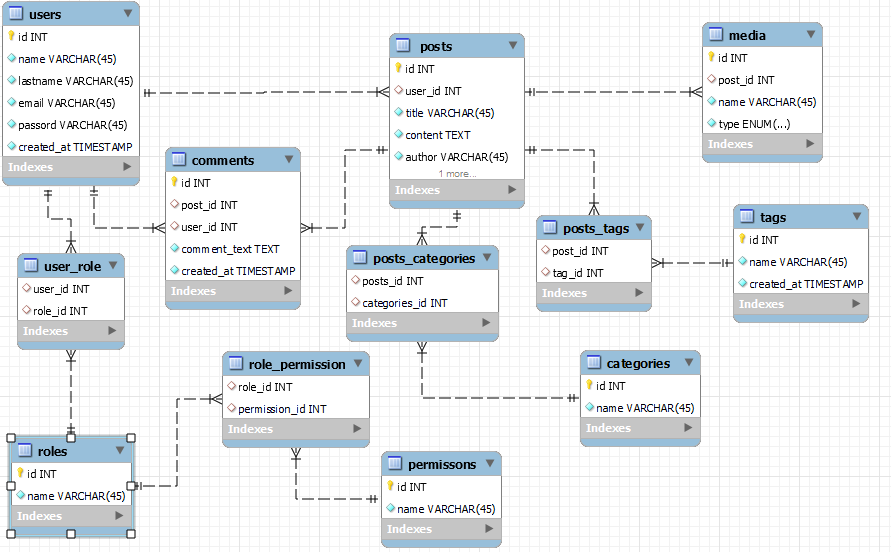 users
id INT
name VARCHAR(45)
lastname VARCHAR(45)
email VARCHAR(45)
passord VARCHAR(45)
created_at TIMESTAMP
Indexes
posts
id INT
user_id INT
title VARCHAR(45)
content TEXT
author VARCHAR(45)
1 more...
Indexes
media
id INT
post_id INT
name VARCHAR(45)
type ENUM(...)
Indexes
comments
id INT
post_id INT
user_id INT
comment_text TEXT
created_at TIMESTAMP
Indexes
user_role
user_id INT
role_id INT
Indexes
posts_categories
posts_id INT
categories_id INT
Indexes
posts_tags
post_id INT
tag_id INT
Indexes
tags
id INT
name VARCHAR(45)
created_at TIMESTAMP
Indexes
role_permission
role_id INT
permission_id INT
Indexes
categories
id INT
name VARCHAR(45)
Indexes
roles
id INT
name VARCHAR(45)
Indexes
permissons
id INT
name VARCHAR(45)
Indexes